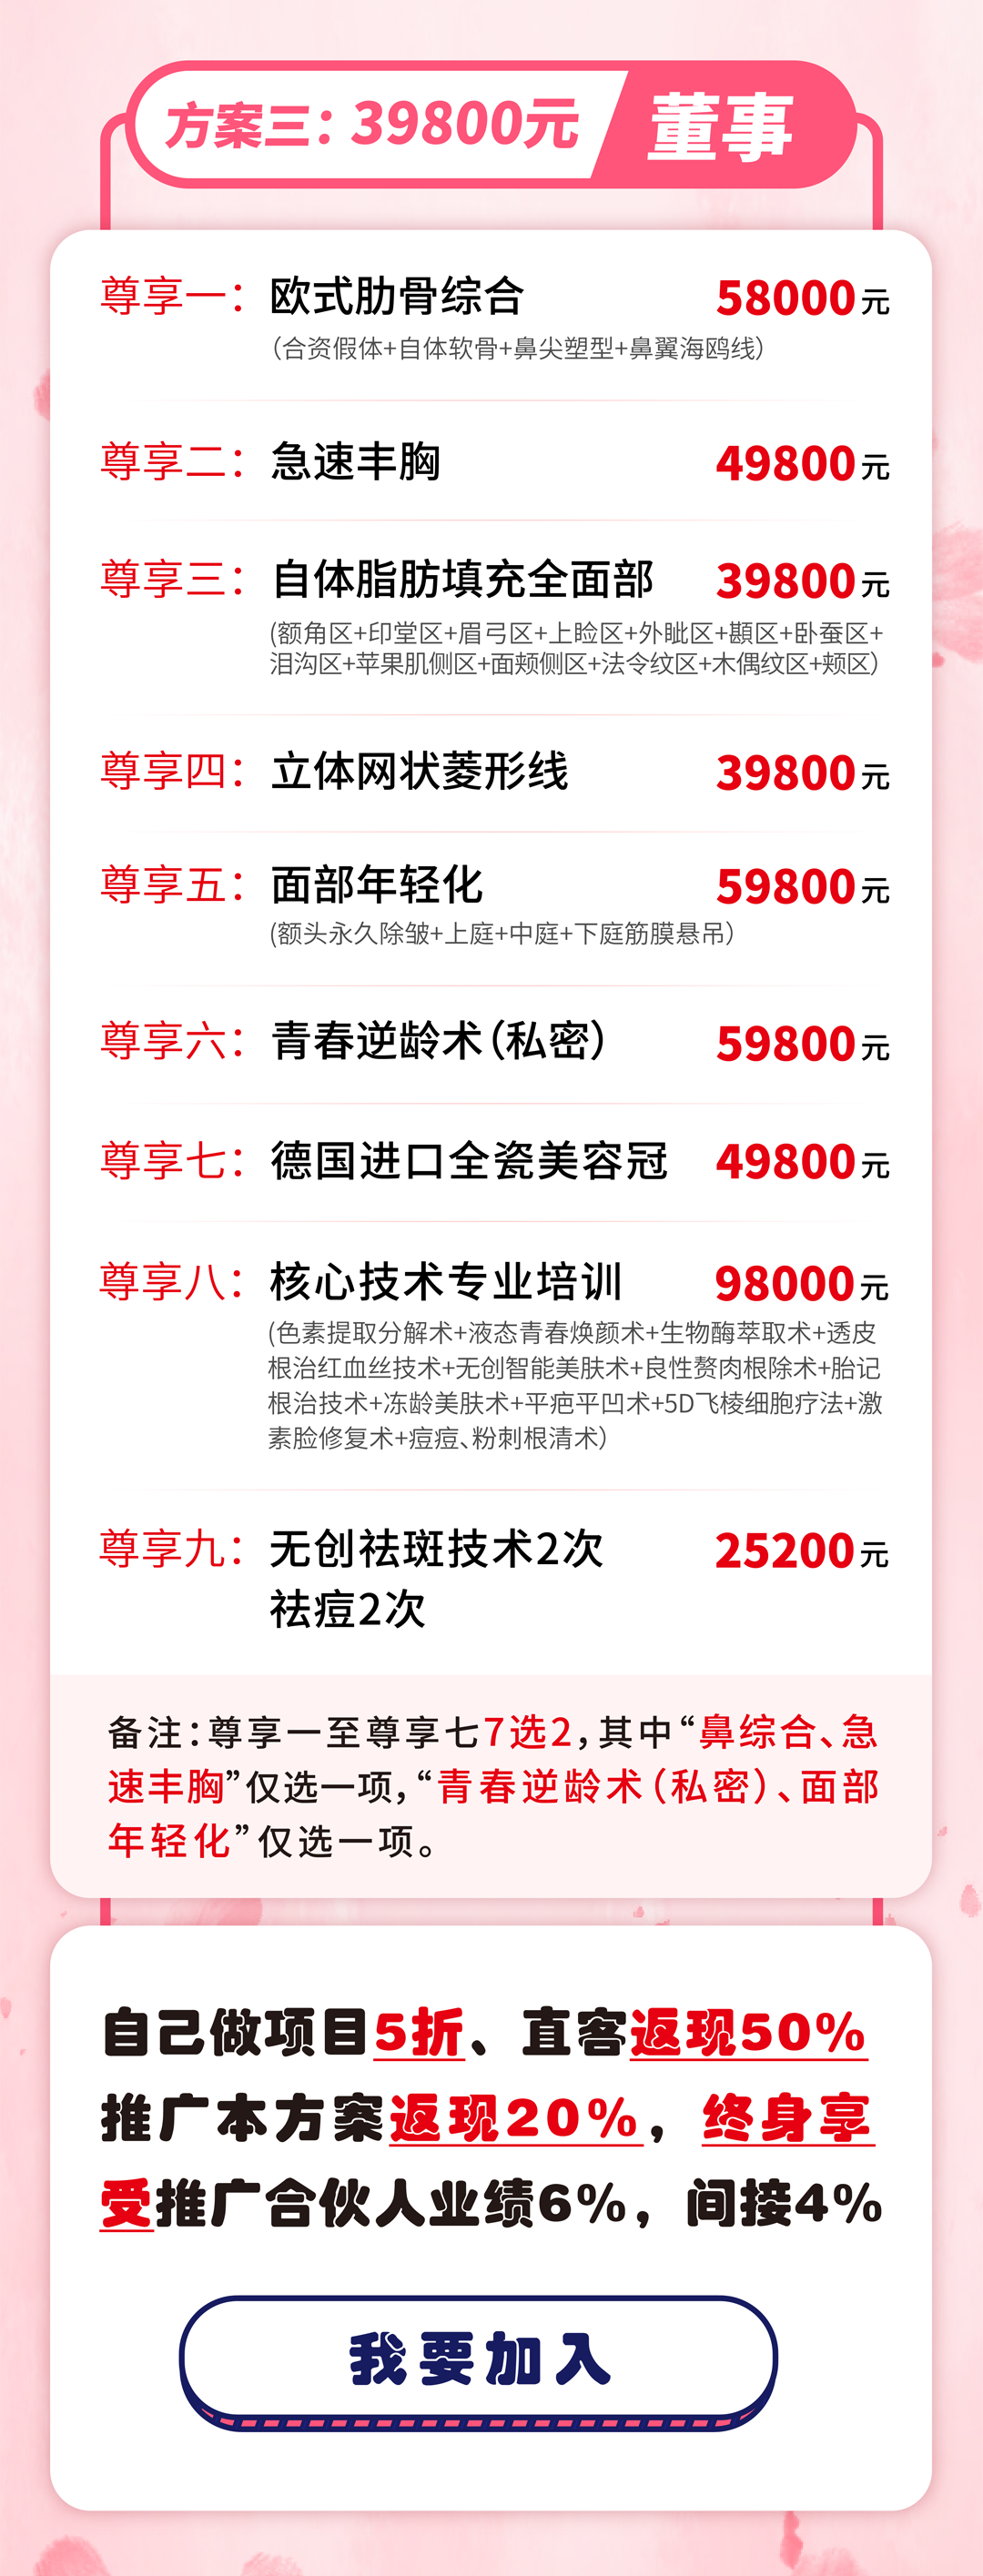 方案三：39800元 董事
尊享一： 欧式肋骨综合 58000元
（合资假体+自体软骨+鼻尖塑型+鼻翼海鸥线）
尊享二： 急速丰胸 49800元
尊享三： 自体脂肪填充全面部 39800元
（额角区+印堂区+眉弓区+上睑区+外眦区+顳区+卧蚕区+
泪沟区+苹果肌侧区+面颊侧区+法令纹区+木偶纹区+颊区）
尊享四： 立体网状菱形线 39800元
尊享五： 面部年轻化 59800元
（额头永久除皱+上庭+中庭+下庭筋膜悬吊）
尊享六： 青春逆龄术（私密） 59800元
尊享七： 德国进口全瓷美容冠 49800元
尊享八： 核心技术专业培训 98000元
（色素提取分解术+液态青春焕颜术+生物酶萃取术+透皮
根治红血丝技术+无创智能美肤术+良性赘肉根除术+胎记
根治技术+冻龄美肤术+平疤平凹术+5D飞棱细胞疗法+激
素脸修复术+痘痘、粉刺根清术）
尊享九： 无创祛斑技术2次 25200元
祛痘2次
备注：尊享一至尊享七7选2，其中“鼻综合、急
速丰胸”仅选一项，“青春逆龄术（私密）、面部
年轻化”仅选一项。
自己做项目5折、直客返现50%
推广本方案返现20%，终身享
受推广合伙人业绩6%，间接4%
我要加入